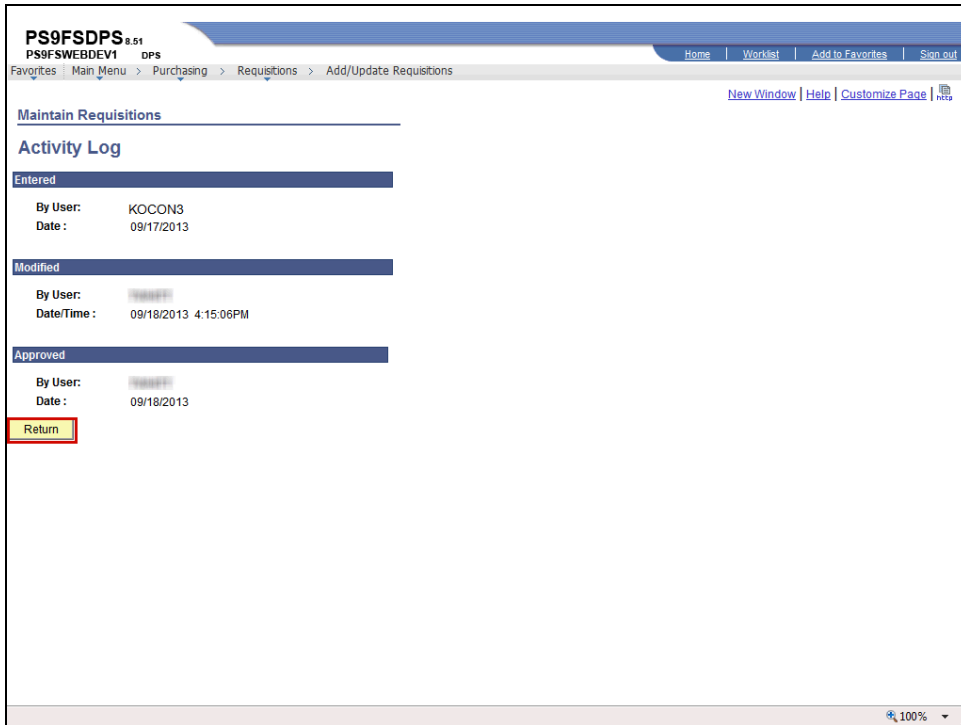 PS9FSDPS 8.51
PS9FSWEBDEV1 DPS
Home | Worklist | Add to Favorites | Sign out
Favorites Main Menu > Purchasing > Requisitions > Add/Update Requisitions
New Window | Help | Customize Page | http
Maintain Requisitions
Activity Log
Entered
By User: KOCON3
Date : 09/17/2013
Modified
By User:
Date/Time : 09/18/2013 4:15:06PM
Approved
By User:
Date : 09/18/2013
Return
100%